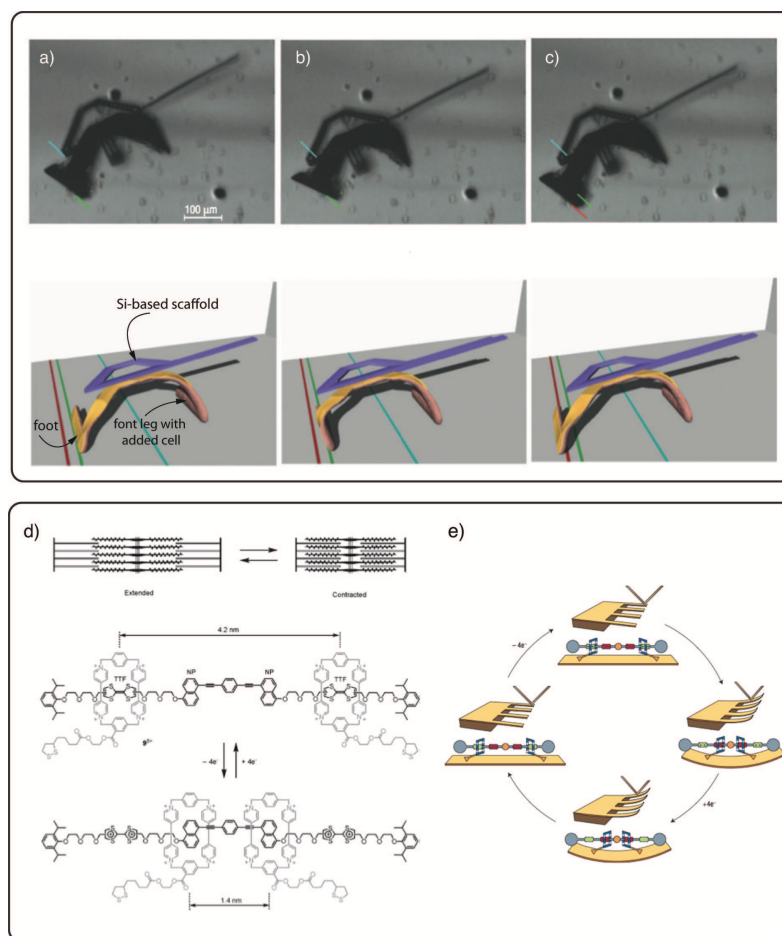 a)
b)
c)
100 μm
Si-based scaffold
foot
font leg with
added cell
d)
e)
Extended
Contracted
4.2 nm
TTF
NP
NP
TTF
− 4e⁻
+ 4e⁻
1.4 nm
− 4e⁻
+4e⁻